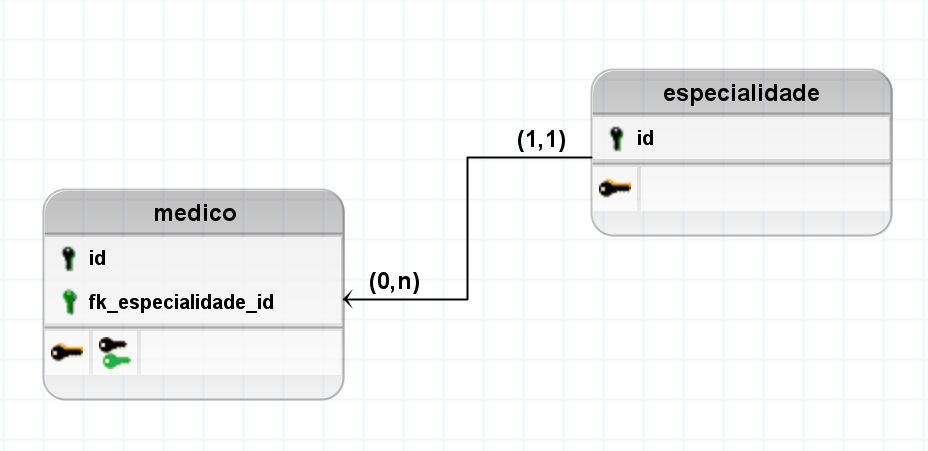 especialidade
(1,1)
id
medico
id
(0,n)
fk_especialidade_id